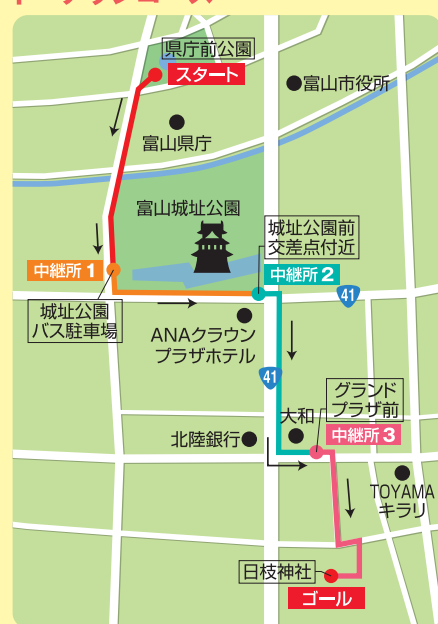 県庁前公園
スタート
富山市役所
富山県庁
富山城址公園
城址公園前
交差点付近
中継所 1
中継所 2
城址公園
バス駐車場
41
ANAクラウン
プラザホテル
41
グランド
プラザ前
大和
中継所 3
北陸銀行
TOYAMA
キラリ
日枝神社
ゴール